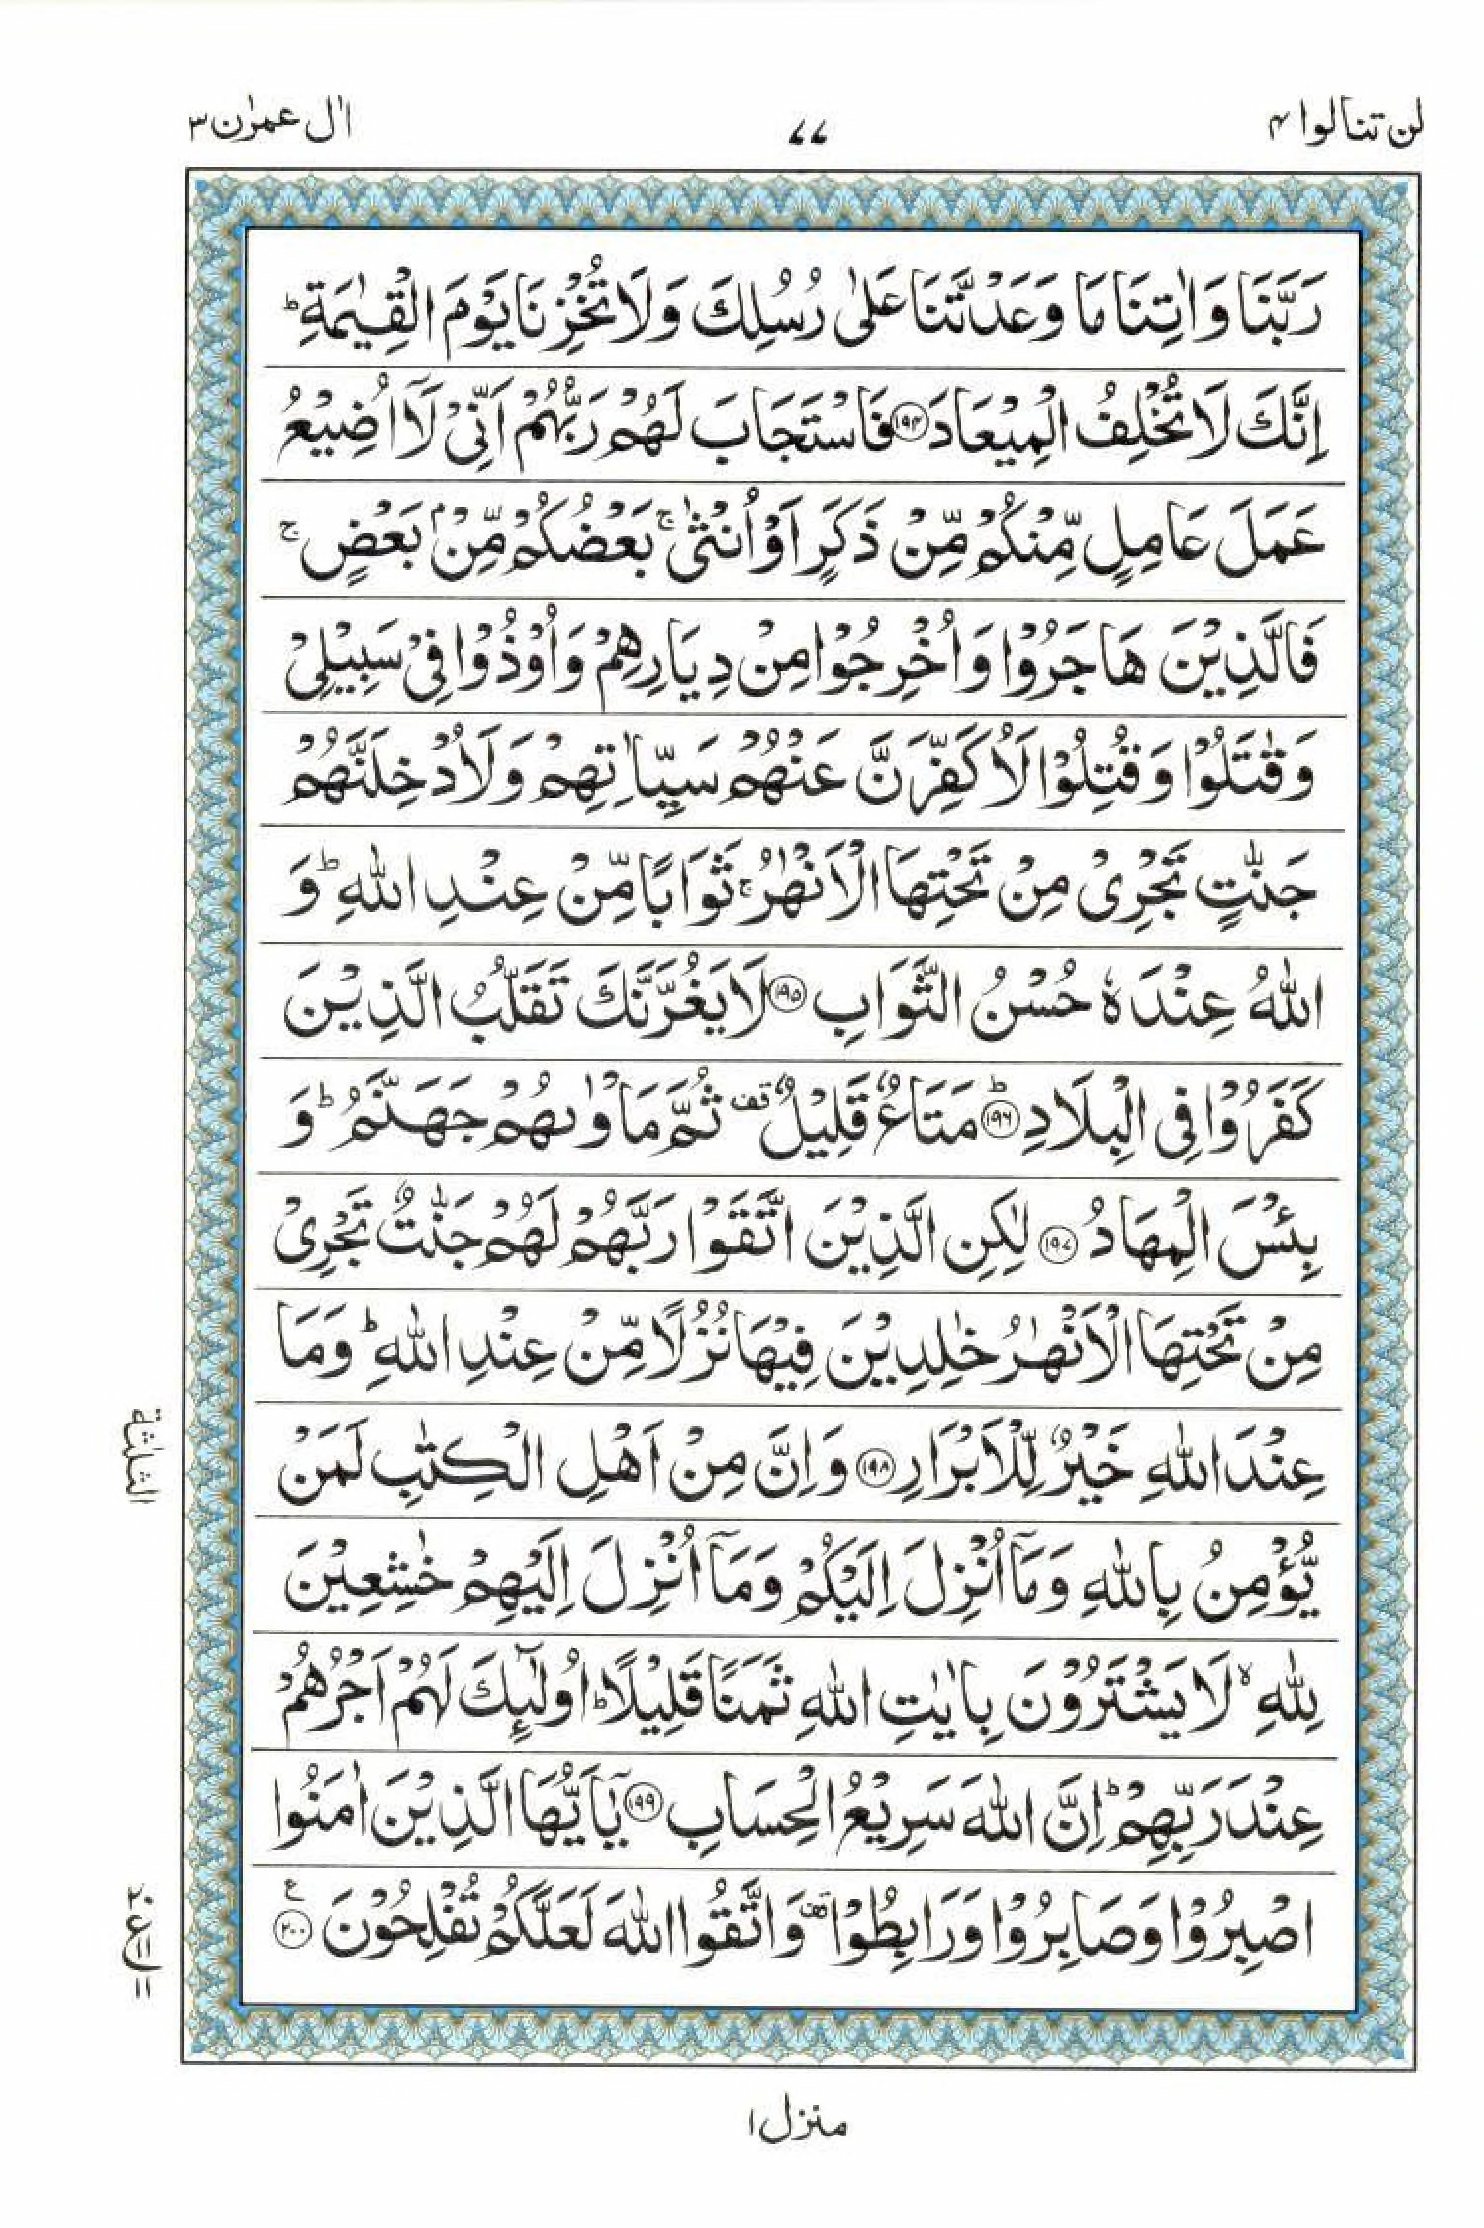 لن تنالوا ۴
۷۷
اٰل عمرٰن ۳
رَبَّنَا وَاٰتِنَا مَا وَعَدْتَّنَا عَلٰى رُسُلِكَ وَلَا تُخْزِنَا يَوْمَ الْقِيٰمَةِ ؕ
اِنَّكَ لَا تُخْلِفُ الْمِيْعَادَ ۱۹۴ فَاسْتَجَابَ لَهُمْ رَبُّهُمْ اَنِّىْ لَاۤ اُضِيْعُ
عَمَلَ عَامِلٍ مِّنْكُمْ مِّنْ ذَكَرٍ اَوْ اُنْثٰى ۚ بَعْضُكُمْ مِّنْۢ بَعْضٍ ۚ
فَالَّذِيْنَ هَاجَرُوْا وَاُخْرِجُوْا مِنْ دِيَارِهِمْ وَاُوْذُوْا فِىْ سَبِيْلِىْ
وَقٰتَلُوْا وَقُتِلُوْا لَاُكَفِّرَنَّ عَنْهُمْ سَيِّاٰتِهِمْ وَلَاُدْخِلَنَّهُمْ
جَنّٰتٍ تَجْرِىْ مِنْ تَحْتِهَا الْاَنْهٰرُ ۚ ثَوَابًا مِّنْ عِنْدِ اللّٰهِ ؕ وَ
اللّٰهُ عِنْدَهٗ حُسْنُ الثَّوَابِ ۱۹۵ لَا يَغُرَّنَّكَ تَقَلُّبُ الَّذِيْنَ
كَفَرُوْا فِى الْبِلَادِ ؕ ۱۹۶ مَتَاعٌ قَلِيْلٌ قف ثُمَّ مَاْوٰىهُمْ جَهَنَّمُ ؕ وَ
بِئْسَ الْمِهَادُ ۱۹۷ لٰكِنِ الَّذِيْنَ اتَّقَوْا رَبَّهُمْ لَهُمْ جَنّٰتٌ تَجْرِىْ
مِنْ تَحْتِهَا الْاَنْهٰرُ خٰلِدِيْنَ فِيْهَا نُزُلًا مِّنْ عِنْدِ اللّٰهِ ؕ وَمَا
عِنْدَ اللّٰهِ خَيْرٌ لِّلْاَبْرَارِ ۱۹۸ وَاِنَّ مِنْ اَهْلِ الْكِتٰبِ لَمَنْ
الثلثة
يُّؤْمِنُ بِاللّٰهِ وَمَاۤ اُنْزِلَ اِلَيْكُمْ وَمَاۤ اُنْزِلَ اِلَيْهِمْ خٰشِعِيْنَ
لِلّٰهِ ۙ لَا يَشْتَرُوْنَ بِاٰيٰتِ اللّٰهِ ثَمَنًا قَلِيْلًا ؕ اُولٰٓئِكَ لَهُمْ اَجْرُهُمْ
عِنْدَ رَبِّهِمْ ؕ اِنَّ اللّٰهَ سَرِيْعُ الْحِسَابِ ۱۹۹ يٰۤاَيُّهَا الَّذِيْنَ اٰمَنُوا
اصْبِرُوْا وَصَابِرُوْا وَرَابِطُوْا قف وَاتَّقُوا اللّٰهَ لَعَلَّكُمْ تُفْلِحُوْنَ ع ۲۰۰
۲۰ ع ۱۱ ۱۱
منزل ۱